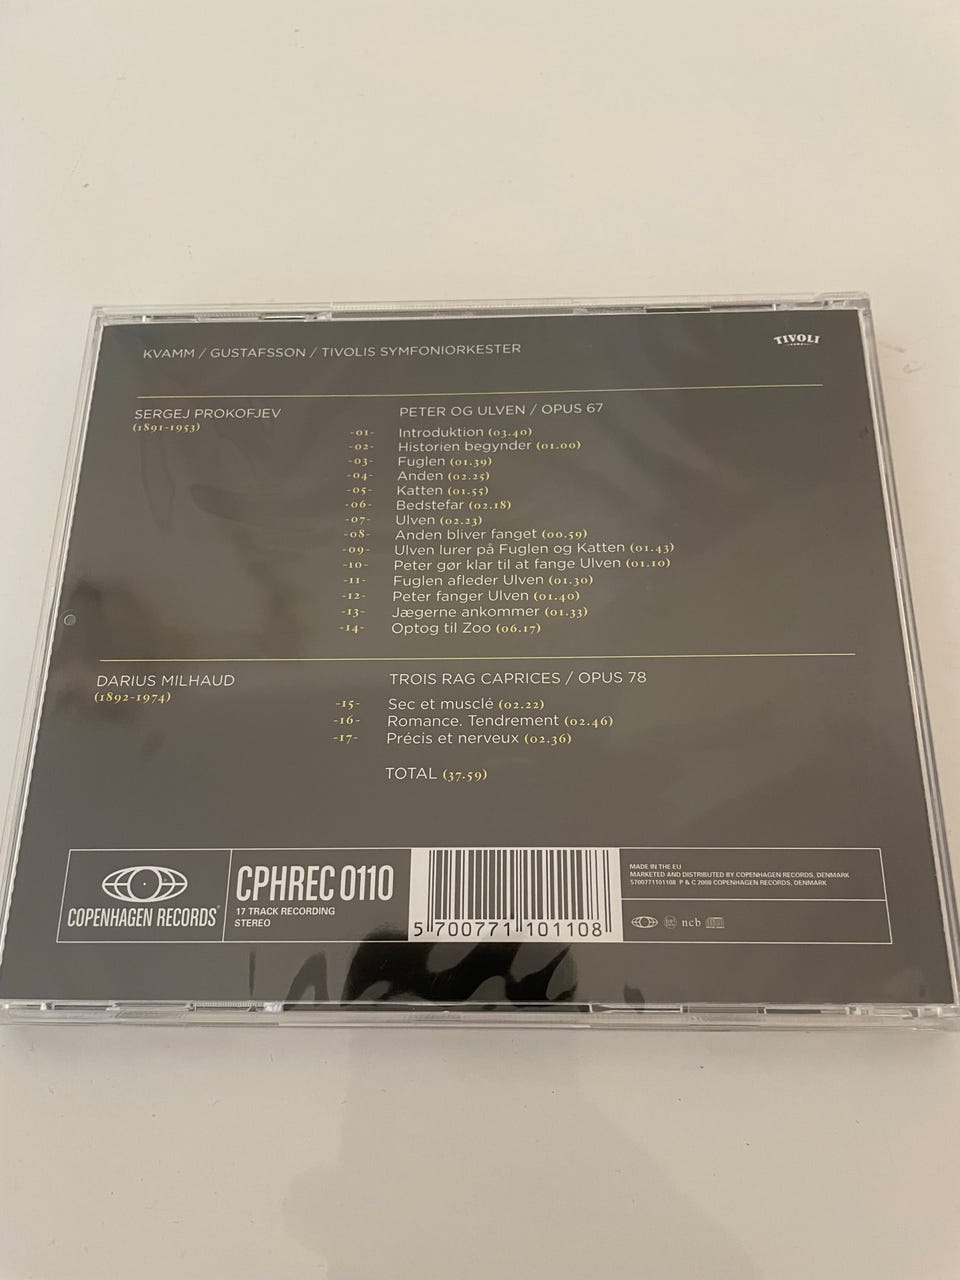 KVAMM / GUSTAFSSON / TIVOLIS SYMFONIORKESTER
TIVOLI
SERGEJ PROKOFJEV
(1891-1953)
PETER OG ULVEN / OPUS 67
-01- Introduktion (03.40)
-02- Historien begynder (01.00)
-03- Fuglen (01.39)
-04- Anden (02.25)
-05- Katten (01.55)
-06- Bedstefar (02.18)
-07- Ulven (02.23)
-08- Anden bliver fanget (00.59)
-09- Ulven lurer på Fuglen og Katten (01.43)
-10- Peter gør klar til at fange Ulven (01.10)
-11- Fuglen afleder Ulven (01.30)
-12- Peter fanger Ulven (01.40)
-13- Jægerne ankommer (01.33)
-14- Optog til Zoo (06.17)
DARIUS MILHAUD
(1892-1974)
TROIS RAG CAPRICES / OPUS 78
-15- Sec et musclé (02.22)
-16- Romance. Tendrement (02.46)
-17- Précis et nerveux (02.36)
TOTAL (37.59)
COPENHAGEN RECORDS®
CPHREC 0110
17 TRACK RECORDING
STEREO
5 700771 101108
MADE IN THE EU
MARKETED AND DISTRIBUTED BY COPENHAGEN RECORDS, DENMARK
5700771101108 P & C 2008 COPENHAGEN RECORDS, DENMARK
ncb